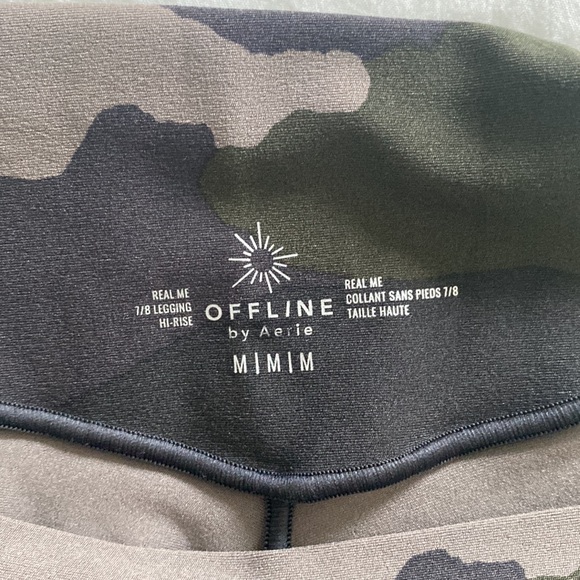 REAL ME
7/8 LEGGING
HI-RISE
OFFLINE
by Aerie
M|M|M
REAL ME
COLLANT SANS PIEDS 7/8
TAILLE HAUTE